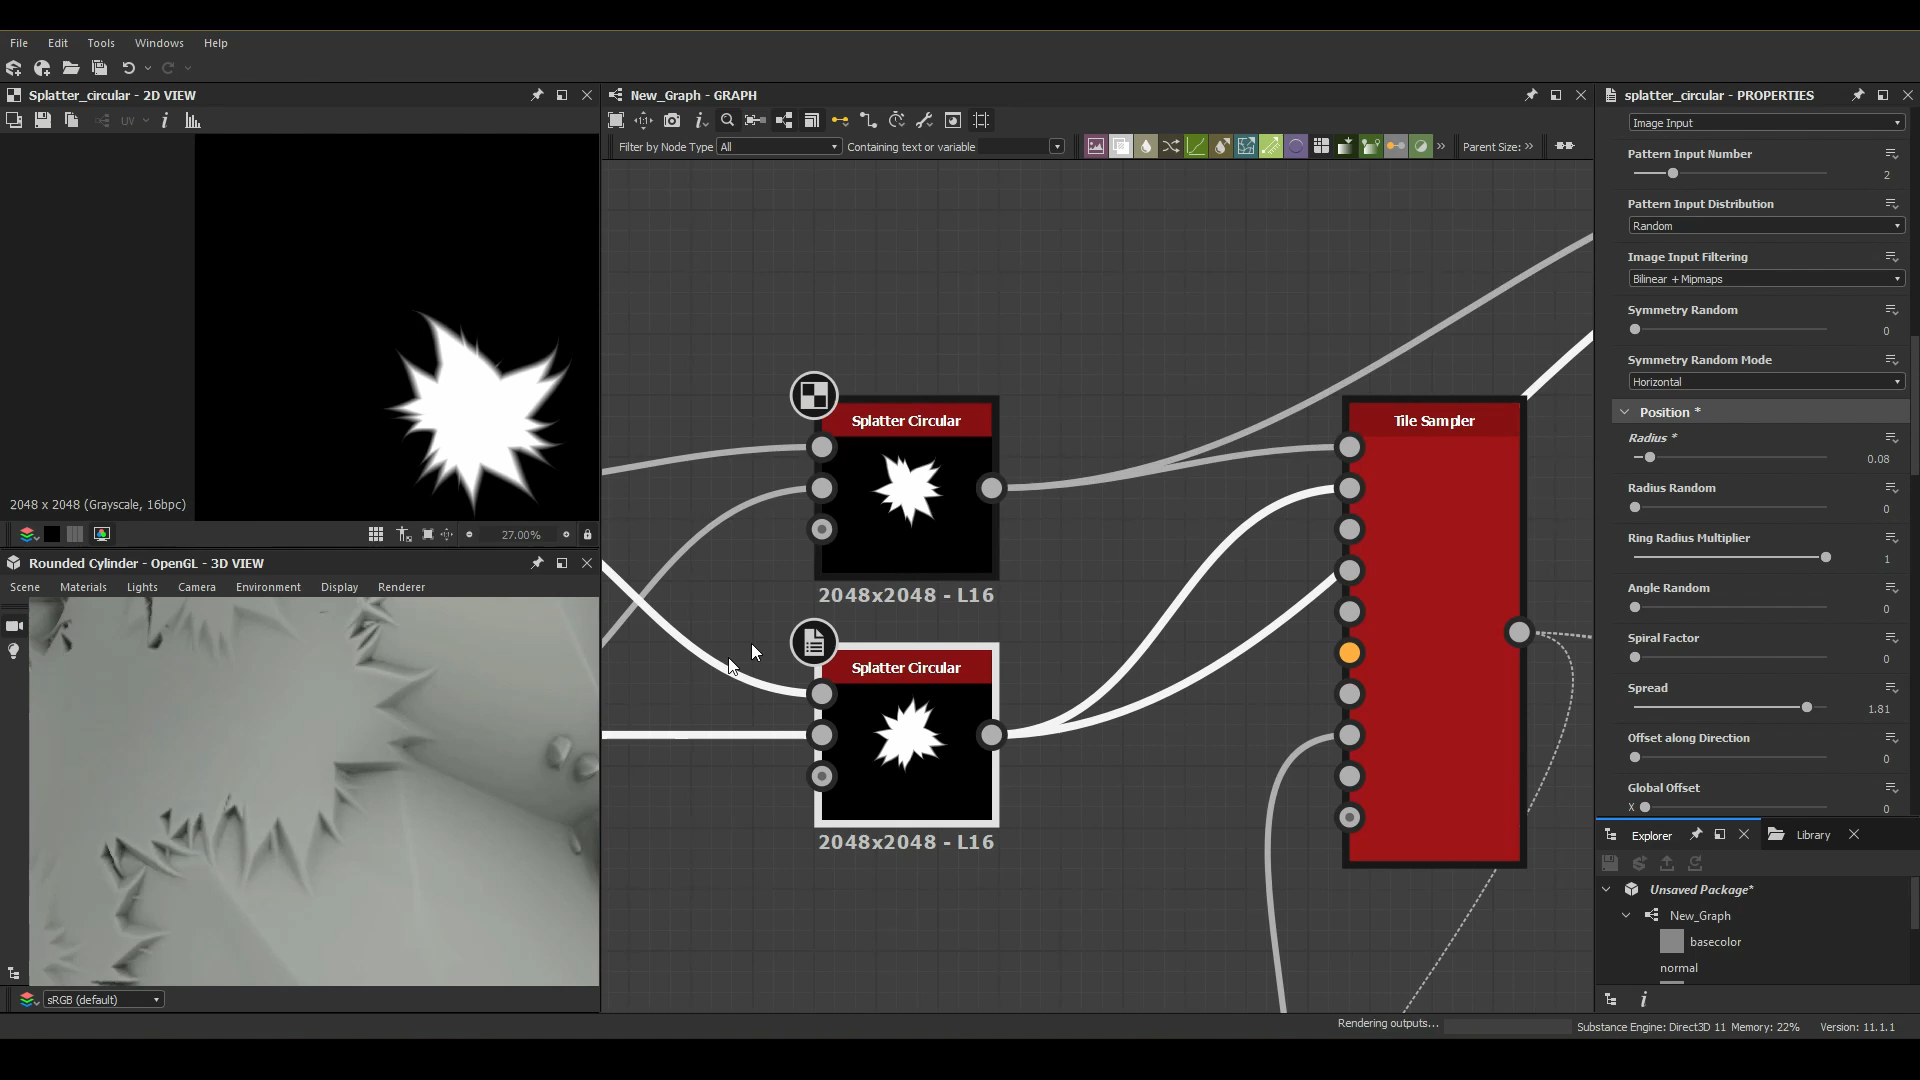 File Edit Tools Windows Help
Splatter_circular - 2D VIEW
UV
2048 x 2048 (Grayscale, 16bpc)
27.00%
Rounded Cylinder - OpenGL - 3D VIEW
Scene Materials Lights Camera Environment Display Renderer
sRGB (default)
New_Graph - GRAPH
Filter by Node Type All Containing text or variable Parent Size:
Splatter Circular
2048x2048 - L16
Splatter Circular
2048x2048 - L16
Tile Sampler
splatter_circular - PROPERTIES
Image Input
Pattern Input Number
2
Pattern Input Distribution
Random
Image Input Filtering
Bilinear + Mipmaps
Symmetry Random
0
Symmetry Random Mode
Horizontal
Position *
Radius *
0.08
Radius Random
0
Ring Radius Multiplier
1
Angle Random
0
Spiral Factor
0
Spread
1.81
Offset along Direction
0
Global Offset
X 0
Explorer Library
Unsaved Package*
New_Graph
basecolor
normal
Rendering outputs... Substance Engine: Direct3D 11 Memory: 22% Version: 11.1.1